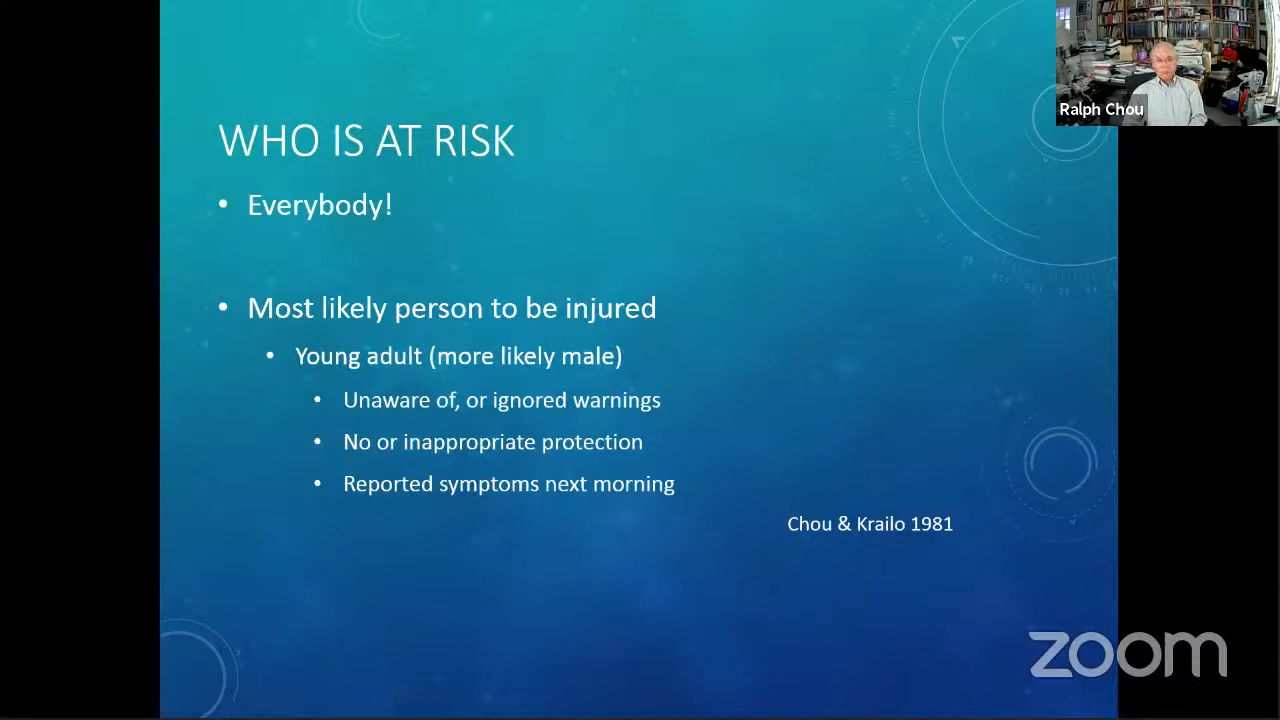 WHO IS AT RISK
• Everybody!
• Most likely person to be injured
• Young adult (more likely male)
• Unaware of, or ignored warnings
• No or inappropriate protection
• Reported symptoms next morning
Chou & Krailo 1981
Ralph Chou
zoom